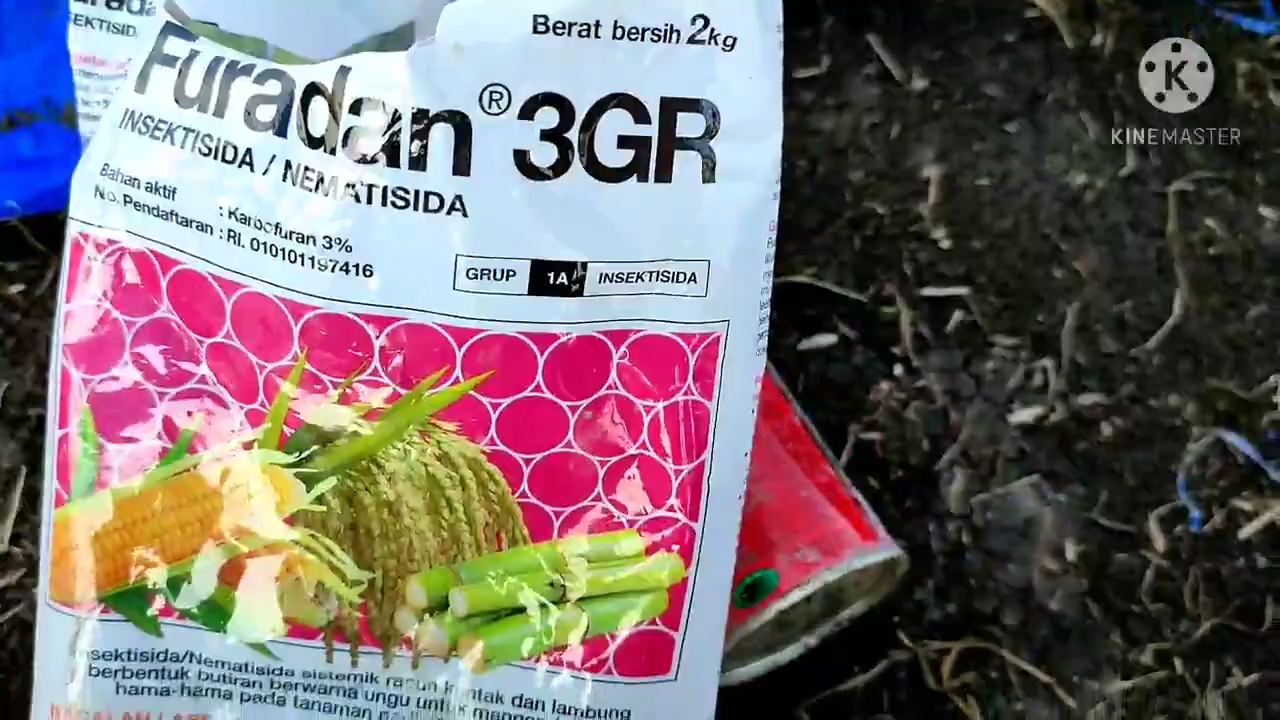 Berat bersih 2kg
Furadan® 3GR
INSEKTISIDA / NEMATISIDA
Bahan aktif : Karbofuran 3%
No. Pendaftaran : RI. 010101197416
GRUP 1A INSEKTISIDA
Insektisida/Nematisida sistemik racun kontak dan lambung
berbentuk butiran berwarna ungu untuk
hama-hama pada tanaman
KINEMASTER